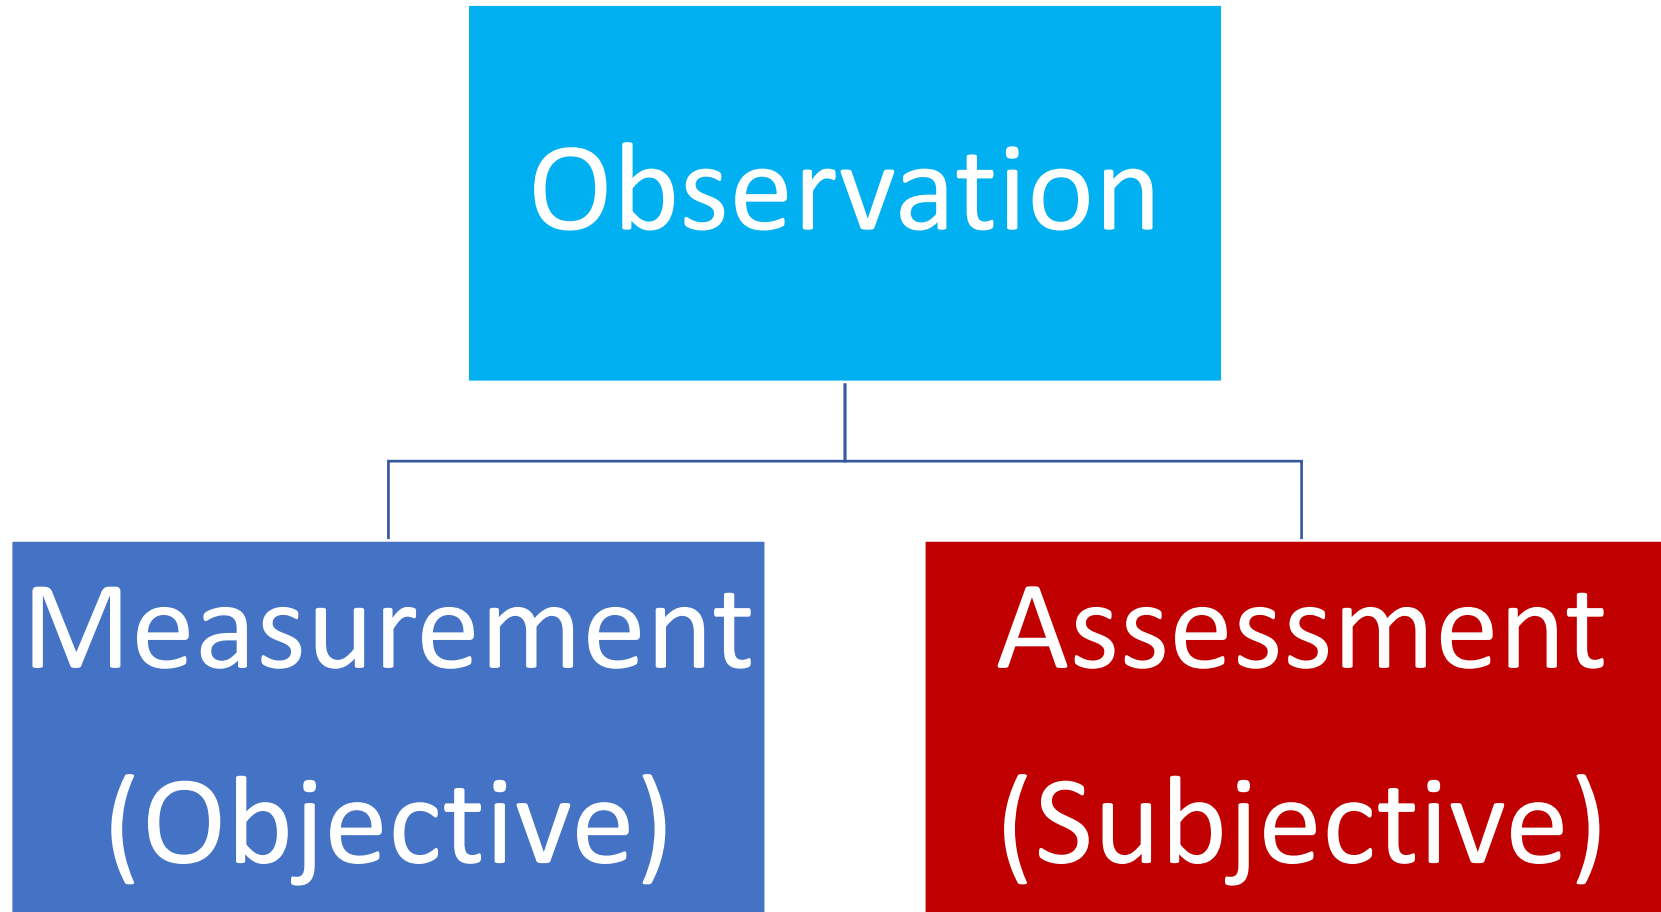 Observation
Measurement
(Objective)
Assessment
(Subjective)